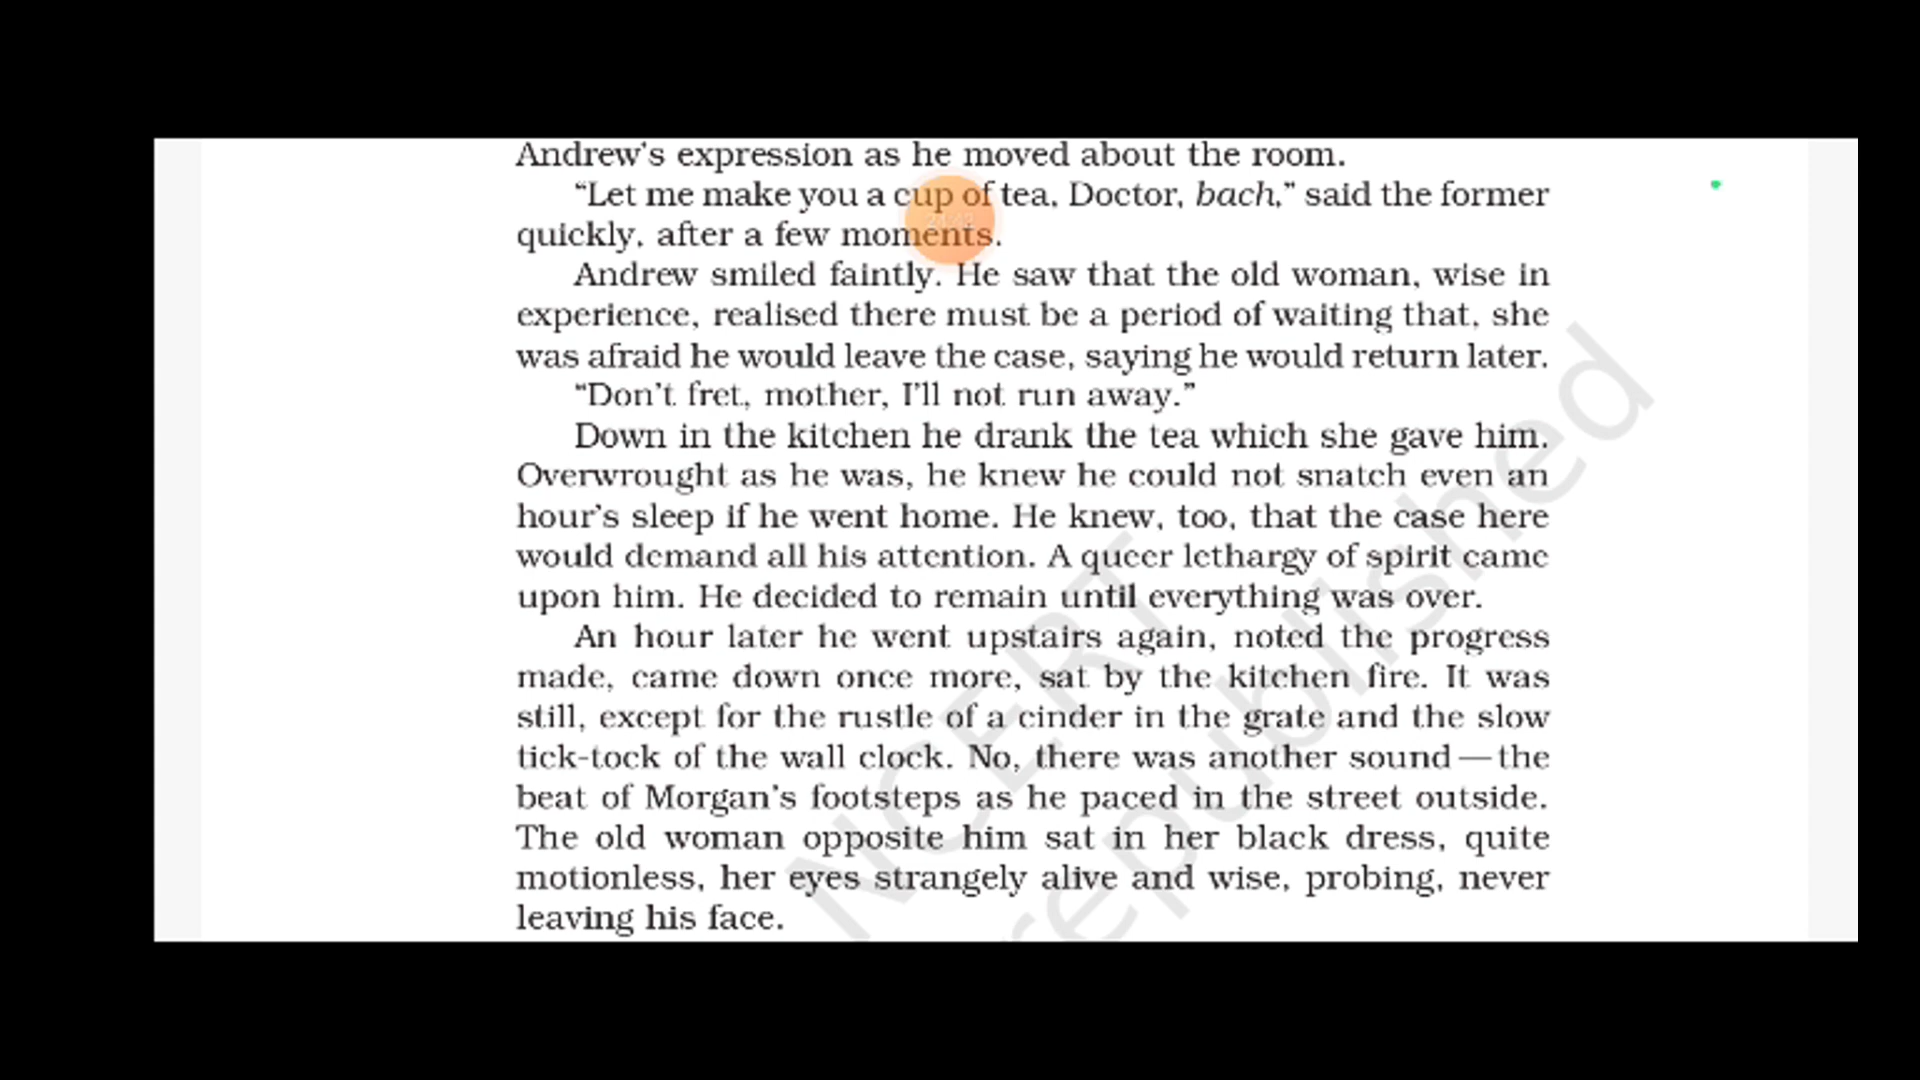 Andrew's expression as he moved about the room.
“Let me make you a cup of tea, Doctor, bach,” said the former
quickly, after a few moments.
Andrew smiled faintly. He saw that the old woman, wise in
experience, realised there must be a period of waiting that, she
was afraid he would leave the case, saying he would return later.
“Don't fret, mother, I'll not run away.”
Down in the kitchen he drank the tea which she gave him.
Overwrought as he was, he knew he could not snatch even an
hour's sleep if he went home. He knew, too, that the case here
would demand all his attention. A queer lethargy of spirit came
upon him. He decided to remain until everything was over.
An hour later he went upstairs again, noted the progress
made, came down once more, sat by the kitchen fire. It was
still, except for the rustle of a cinder in the grate and the slow
tick-tock of the wall clock. No, there was another sound—the
beat of Morgan's footsteps as he paced in the street outside.
The old woman opposite him sat in her black dress, quite
motionless, her eyes strangely alive and wise, probing, never
leaving his face.
NCERT
republished